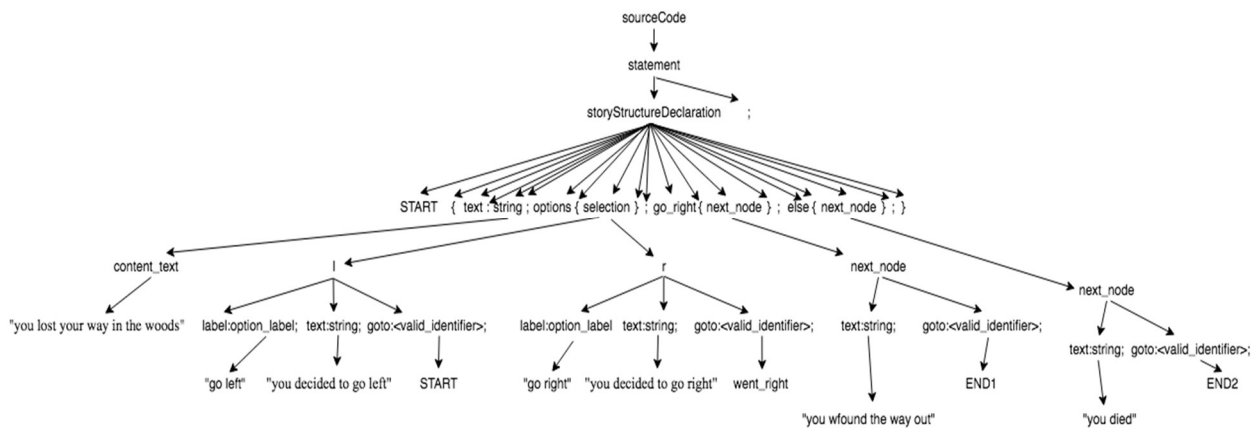 sourceCode
statement
storyStructureDeclaration ;
START { text : string ; options { selection } ; go_right { next_node } ; else { next_node } ; }
content_text l r next_node
next_node
"you lost your way in the woods" label:option_label; text:string; goto:<valid_identifier>; label:option_label text:string; goto:<valid_identifier>; text:string; goto:<valid_identifier>;
text:string; goto:<valid_identifier>;
"go left" "you decided to go left" START "go right" "you decided to go right" went_right END1 END2
"you wfound the way out" "you died"